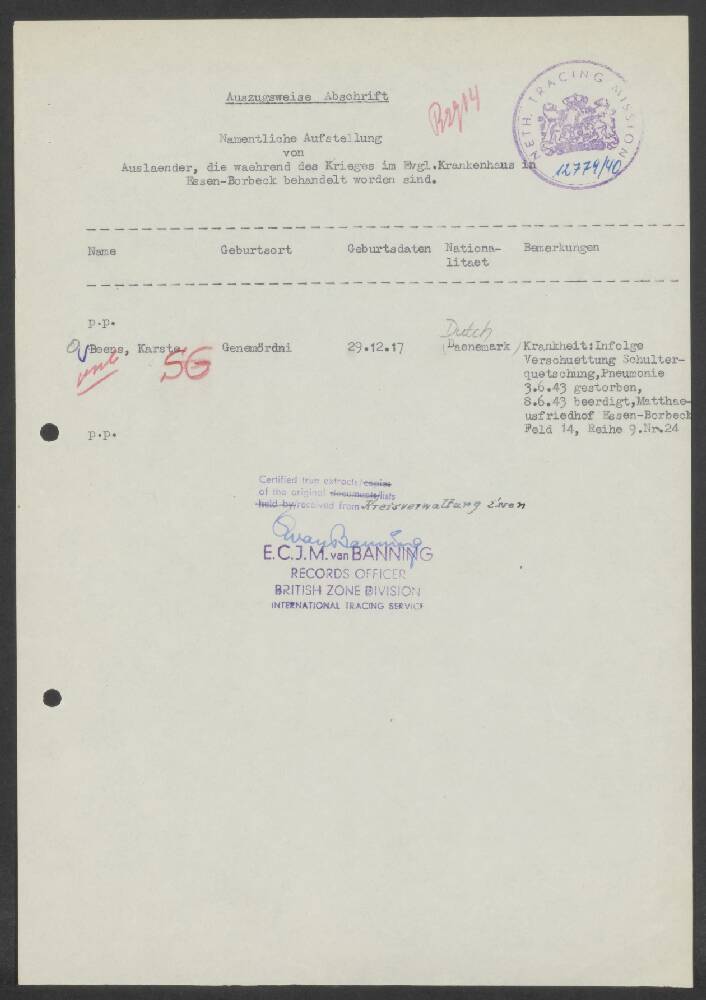 Auszugsweise Abschrift
NETH. TRACING MISSION
12779/40
Namentliche Aufstellung
von
Auslaender, die waehrend des Krieges im Evgl.Krankenhaus in
Essen-Borbeck behandelt worden sind.
Name Geburtsort Geburtsdaten Nationa- Bemerkungen
litaet
p.p.
Dutch
Beens, Karste Genemördni 29.12.17 (Daenemark) Krankheit:Infolge
SG Verschuettung Schulter-
quetschung,Pneumonie
3.6.43 gestorben,
8.6.43 beerdigt,Matthae-
usfriedhof Essen-Borbeck
p.p. Feld 14, Reihe 9.Nr.24
Certified true extracts/copies
of the original documents/lists
held by/received from Kreisverwaltung
E.C.J.M. van BANNING
RECORDS OFFICER
BRITISH ZONE DIVISION
INTERNATIONAL TRACING SERVICE